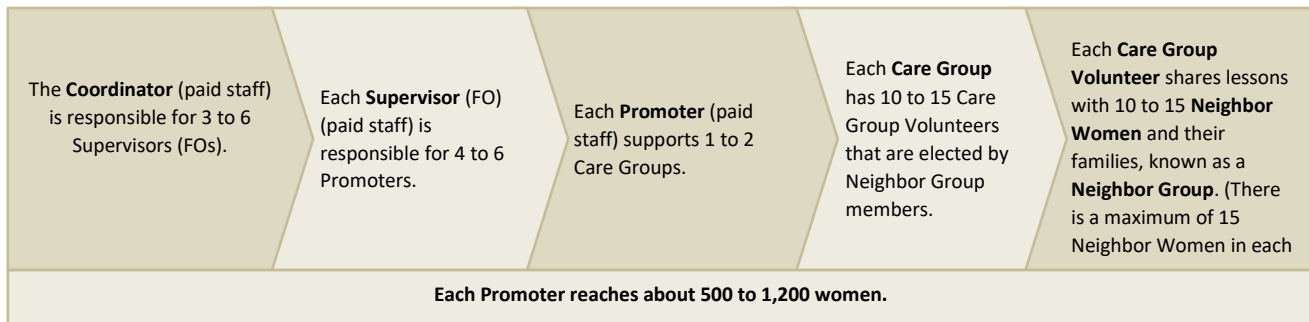 The Coordinator (paid staff)
is responsible for 3 to 6
Supervisors (FOs).
Each Supervisor (FO)
(paid staff) is
responsible for 4 to 6
Promoters.
Each Promoter (paid
staff) supports 1 to 2
Care Groups.
Each Care Group
has 10 to 15 Care
Group Volunteers
that are elected by
Neighbor Group
members.
Each Care Group
Volunteer shares lessons
with 10 to 15 Neighbor
Women and their
families, known as a
Neighbor Group. (There
is a maximum of 15
Neighbor Women in each
Each Promoter reaches about 500 to 1,200 women.